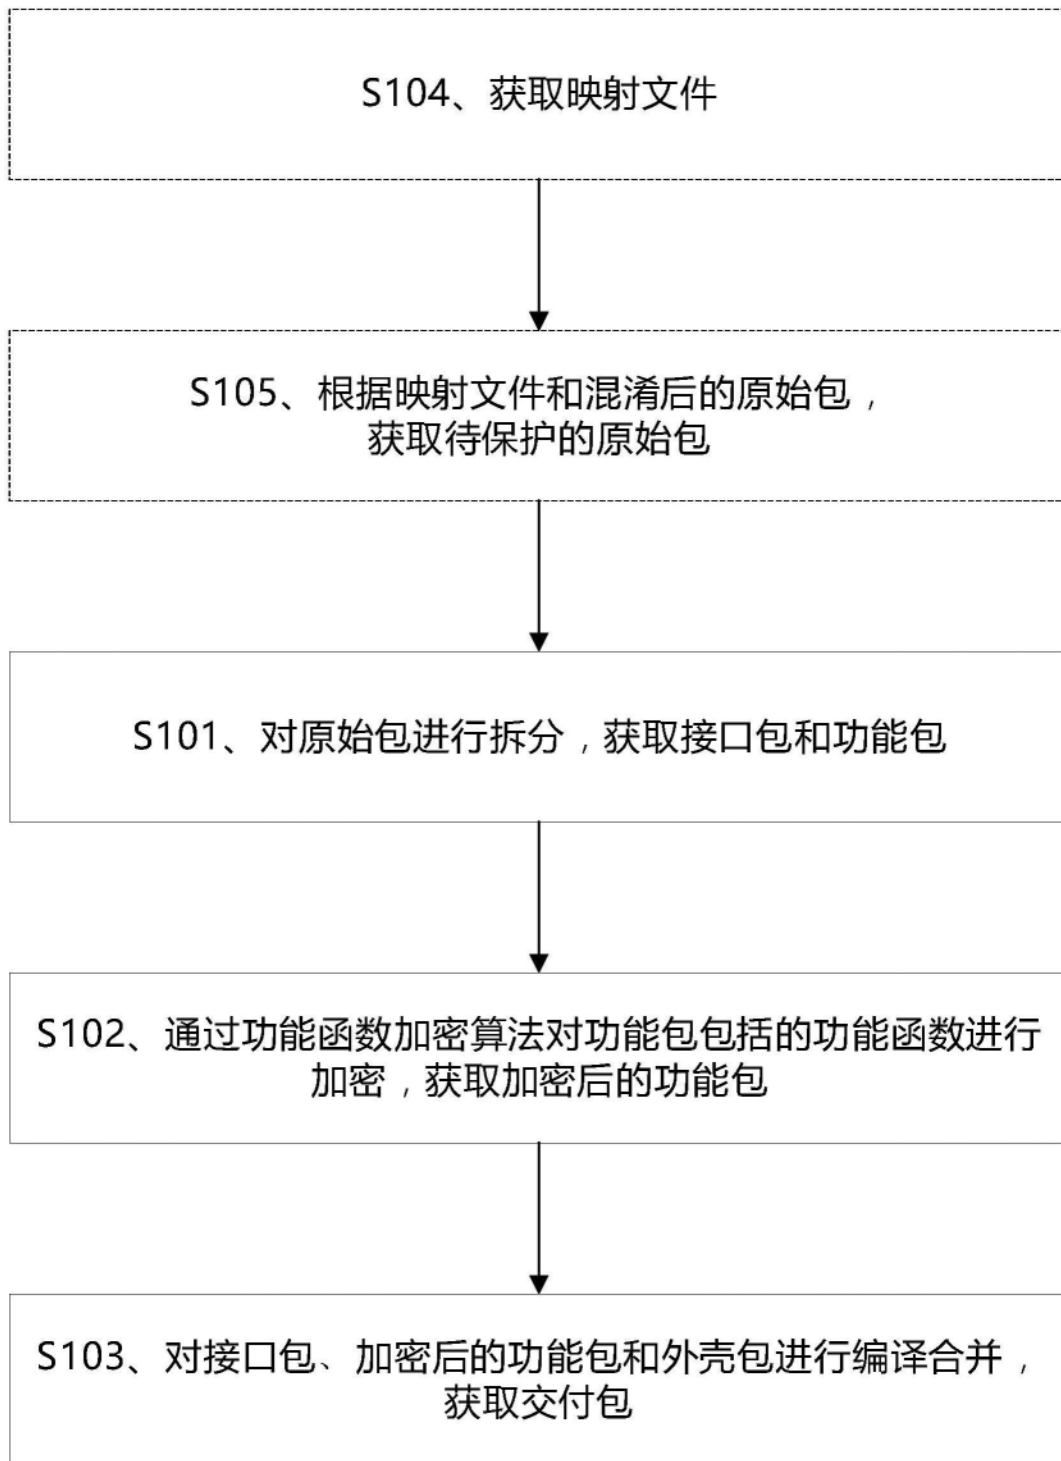 S104、获取映射文件
S105、根据映射文件和混淆后的原始包，
获取待保护的原始包
S101、对原始包进行拆分，获取接口包和功能包
S102、通过功能函数加密算法对功能包包括的功能函数进行
加密，获取加密后的功能包
S103、对接口包、加密后的功能包和外壳包进行编译合并，
获取交付包